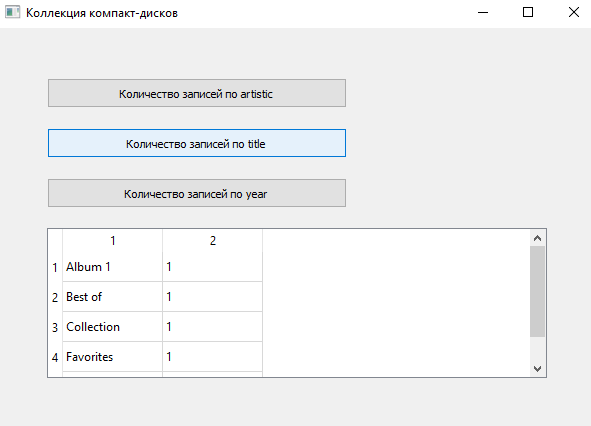 Коллекция компакт-дисков
Количество записей по artistic
Количество записей по title
Количество записей по year
1 2
1 Album 1 1
2 Best of 1
3 Collection 1
4 Favorites 1